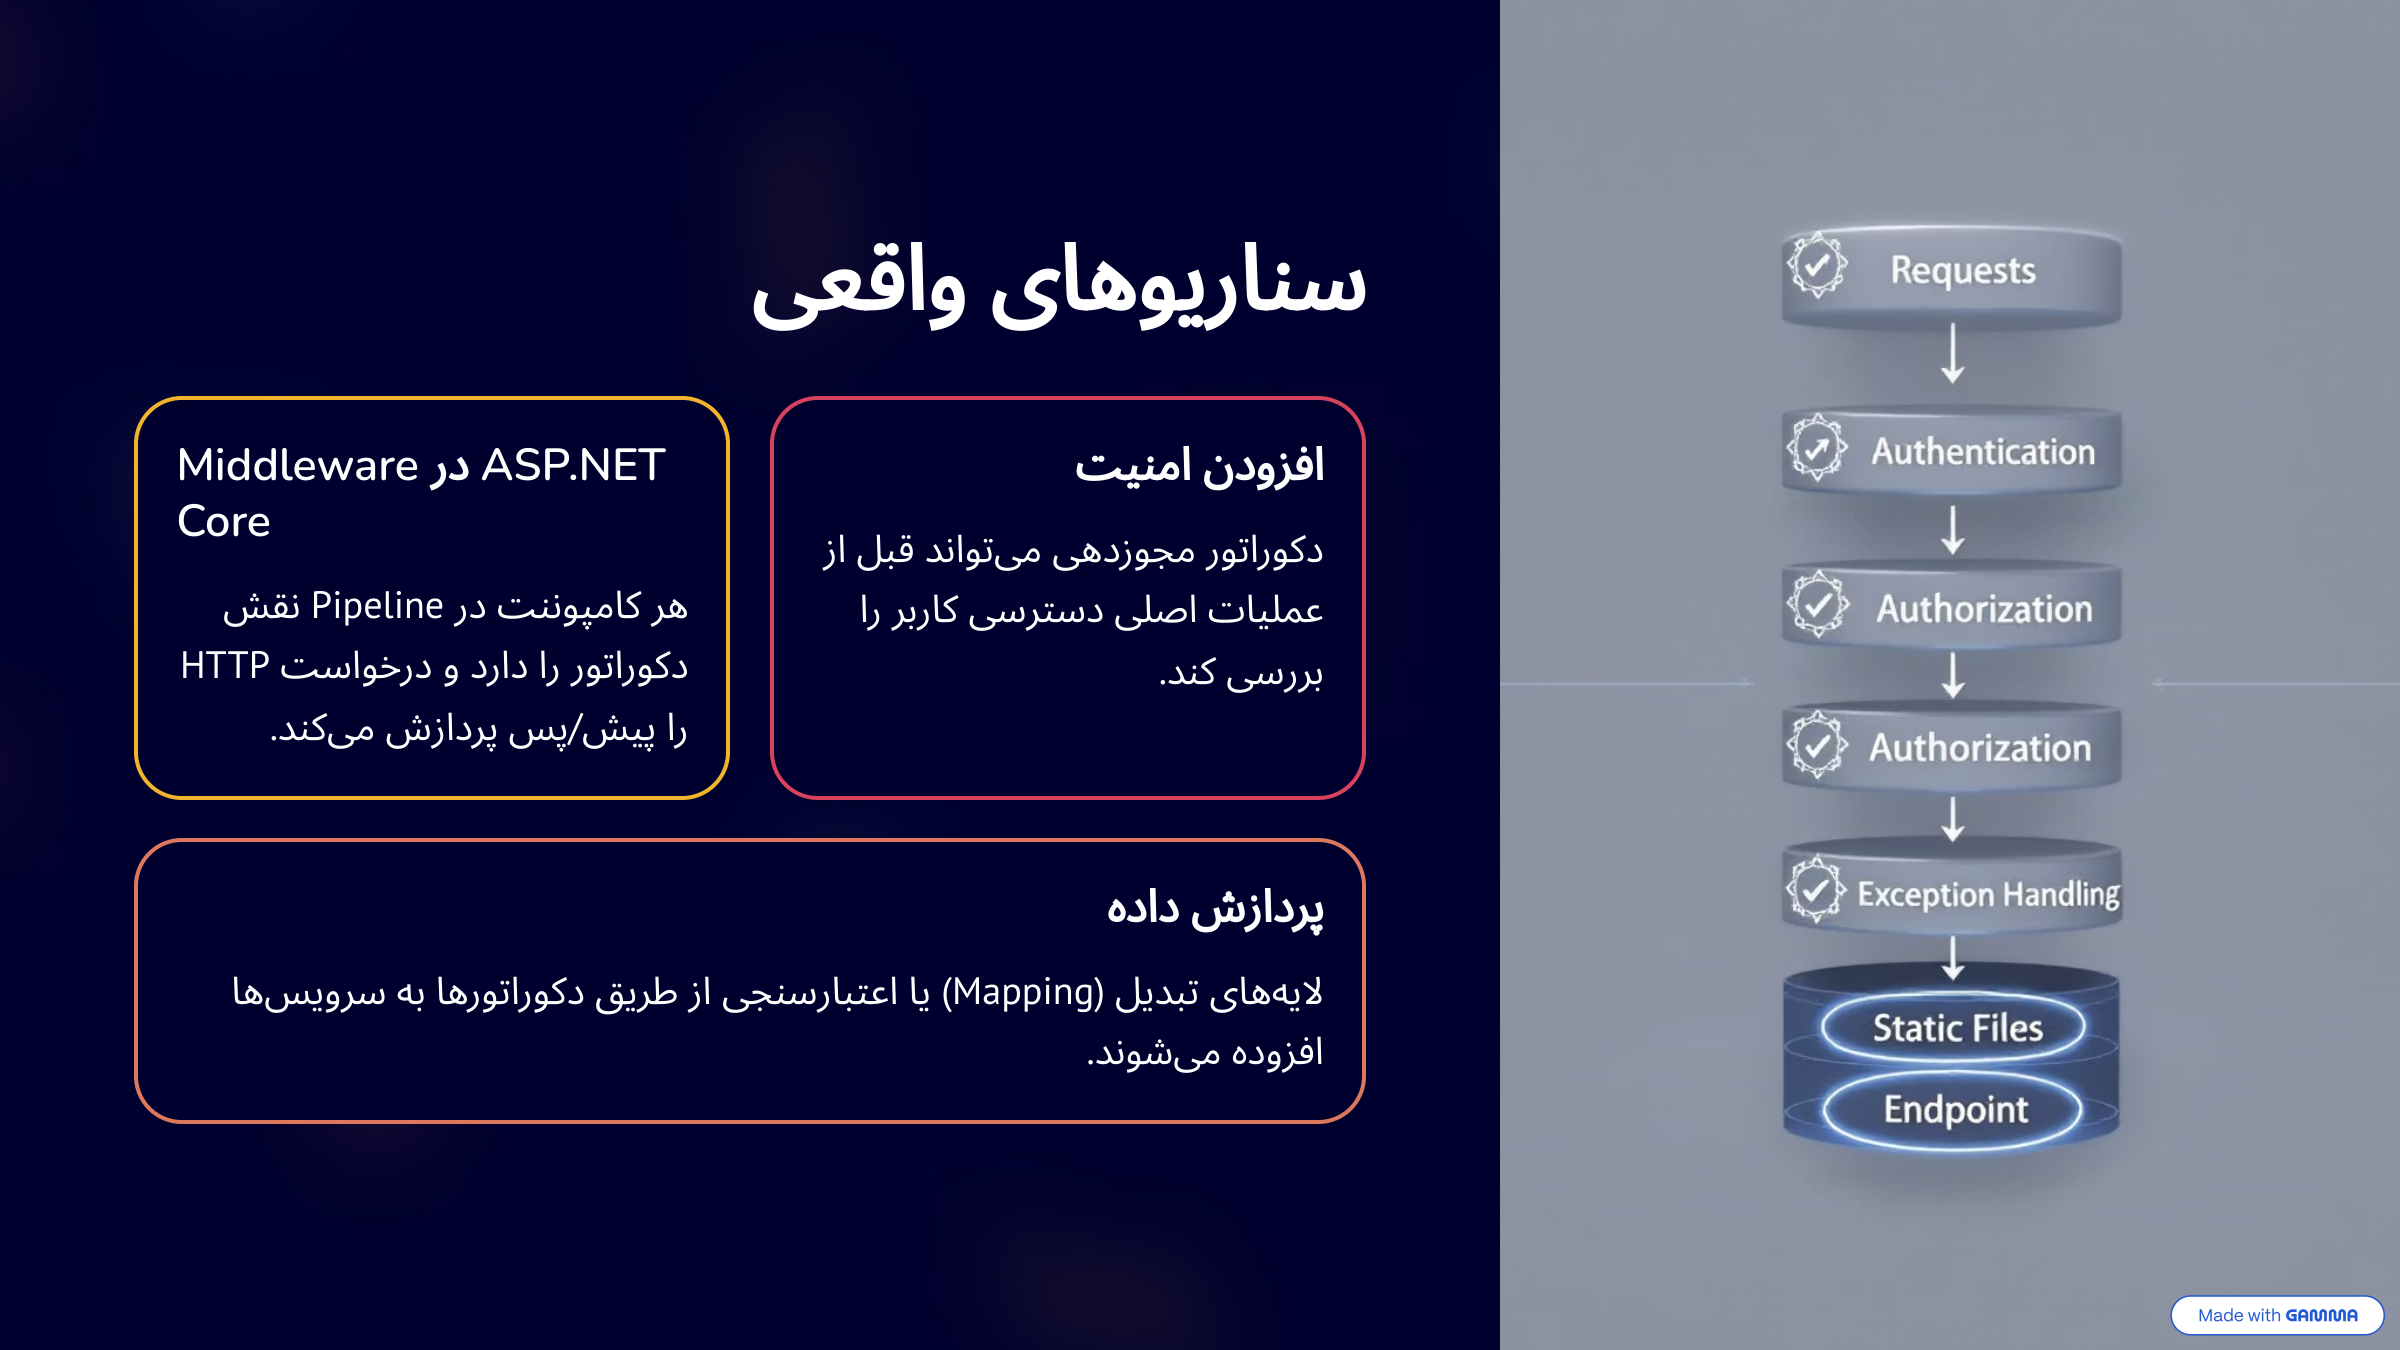 سناریوهای واقعی
افزودن امنیت
دکوراتور مجوزدهی می‌تواند قبل از
عملیات اصلی دسترسی کاربر را
بررسی کند.
Middleware در ASP.NET
Core
هر کامپوننت در Pipeline نقش
دکوراتور را دارد و درخواست HTTP
را پیش/پس پردازش می‌کند.
پردازش داده
لایه‌های تبدیل (Mapping) یا اعتبارسنجی از طریق دکوراتورها به سرویس‌ها
افزوده می‌شوند.
Requests
Authentication
Authorization
Authorization
Exception Handling
Static Files
Endpoint
Made with GAMMA